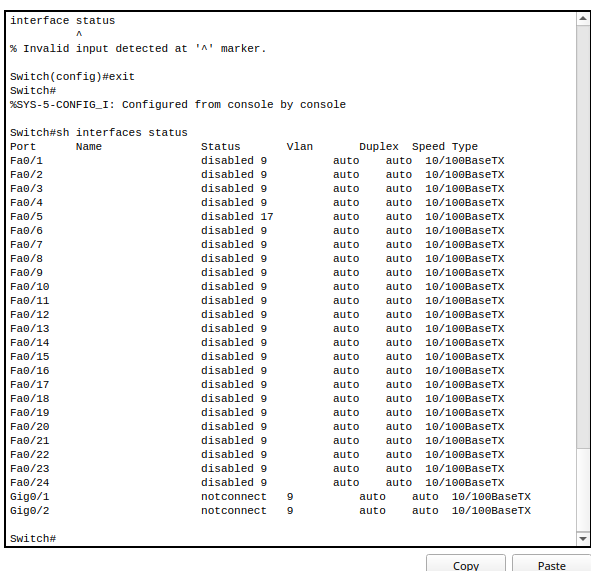 interface status
^
% Invalid input detected at '^' marker.
Switch(config)#exit
Switch#
%SYS-5-CONFIG_I: Configured from console by console
Switch#sh interfaces status
Port Name Status Vlan Duplex Speed Type
Fa0/1 disabled 9 auto auto 10/100BaseTX
Fa0/2 disabled 9 auto auto 10/100BaseTX
Fa0/3 disabled 9 auto auto 10/100BaseTX
Fa0/4 disabled 9 auto auto 10/100BaseTX
Fa0/5 disabled 17 auto auto 10/100BaseTX
Fa0/6 disabled 9 auto auto 10/100BaseTX
Fa0/7 disabled 9 auto auto 10/100BaseTX
Fa0/8 disabled 9 auto auto 10/100BaseTX
Fa0/9 disabled 9 auto auto 10/100BaseTX
Fa0/10 disabled 9 auto auto 10/100BaseTX
Fa0/11 disabled 9 auto auto 10/100BaseTX
Fa0/12 disabled 9 auto auto 10/100BaseTX
Fa0/13 disabled 9 auto auto 10/100BaseTX
Fa0/14 disabled 9 auto auto 10/100BaseTX
Fa0/15 disabled 9 auto auto 10/100BaseTX
Fa0/16 disabled 9 auto auto 10/100BaseTX
Fa0/17 disabled 9 auto auto 10/100BaseTX
Fa0/18 disabled 9 auto auto 10/100BaseTX
Fa0/19 disabled 9 auto auto 10/100BaseTX
Fa0/20 disabled 9 auto auto 10/100BaseTX
Fa0/21 disabled 9 auto auto 10/100BaseTX
Fa0/22 disabled 9 auto auto 10/100BaseTX
Fa0/23 disabled 9 auto auto 10/100BaseTX
Fa0/24 disabled 9 auto auto 10/100BaseTX
Gig0/1 notconnect 9 auto auto 10/100BaseTX
Gig0/2 notconnect 9 auto auto 10/100BaseTX
Switch#
Copy Paste